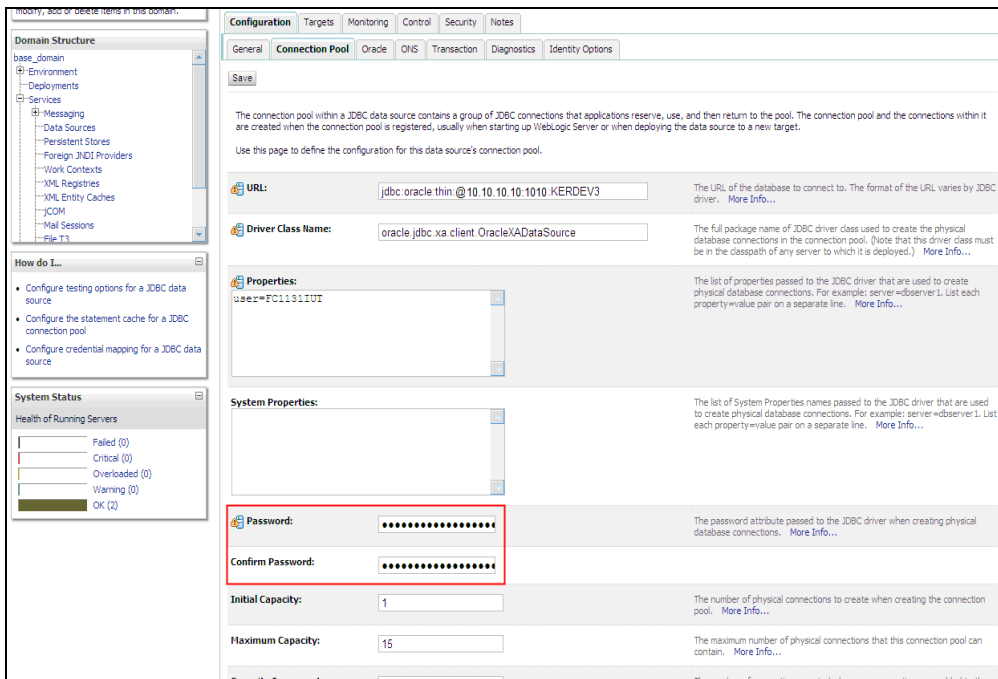 modify, add or delete items in this domain.
Domain Structure
base_domain
Environment
Deployments
Services
Messaging
Data Sources
Persistent Stores
Foreign JNDI Providers
Work Contexts
XML Registries
XML Entity Caches
jCOM
Mail Sessions
File T3
How do I...
Configure testing options for a JDBC data
source
Configure the statement cache for a JDBC
connection pool
Configure credential mapping for a JDBC data
source
System Status
Health of Running Servers
Failed (0)
Critical (0)
Overloaded (0)
Warning (0)
OK (2)
Configuration Targets Monitoring Control Security Notes
General Connection Pool Oracle ONS Transaction Diagnostics Identity Options
Save
The connection pool within a JDBC data source contains a group of JDBC connections that applications reserve, use, and then return to the pool. The connection pool and the connections within it
are created when the connection pool is registered, usually when starting up WebLogic Server or when deploying the data source to a new target.
Use this page to define the configuration for this data source's connection pool.
URL:
jdbc:oracle:thin:@10.10.10.10:1010:KERDEV3
The URL of the database to connect to. The format of the URL varies by JDBC
driver. More Info...
Driver Class Name:
oracle.jdbc.xa.client.OracleXADataSource
The full package name of JDBC driver class used to create the physical
database connections in the connection pool. (Note that this driver class must
be in the classpath of any server to which it is deployed.) More Info...
Properties:
user=FC1131IUT
The list of properties passed to the JDBC driver that are used to create
physical database connections. For example: server=dbserver1. List each
property=value pair on a separate line. More Info...
System Properties:
The list of System Properties names passed to the JDBC driver that are used
to create physical database connections. For example: server=dbserver1. List
each property=value pair on a separate line. More Info...
Password:
The password attribute passed to the JDBC driver when creating physical
database connections. More Info...
Confirm Password:
Initial Capacity:
1
The number of physical connections to create when creating the connection
pool. More Info...
Maximum Capacity:
15
The maximum number of physical connections that this connection pool can
contain. More Info...